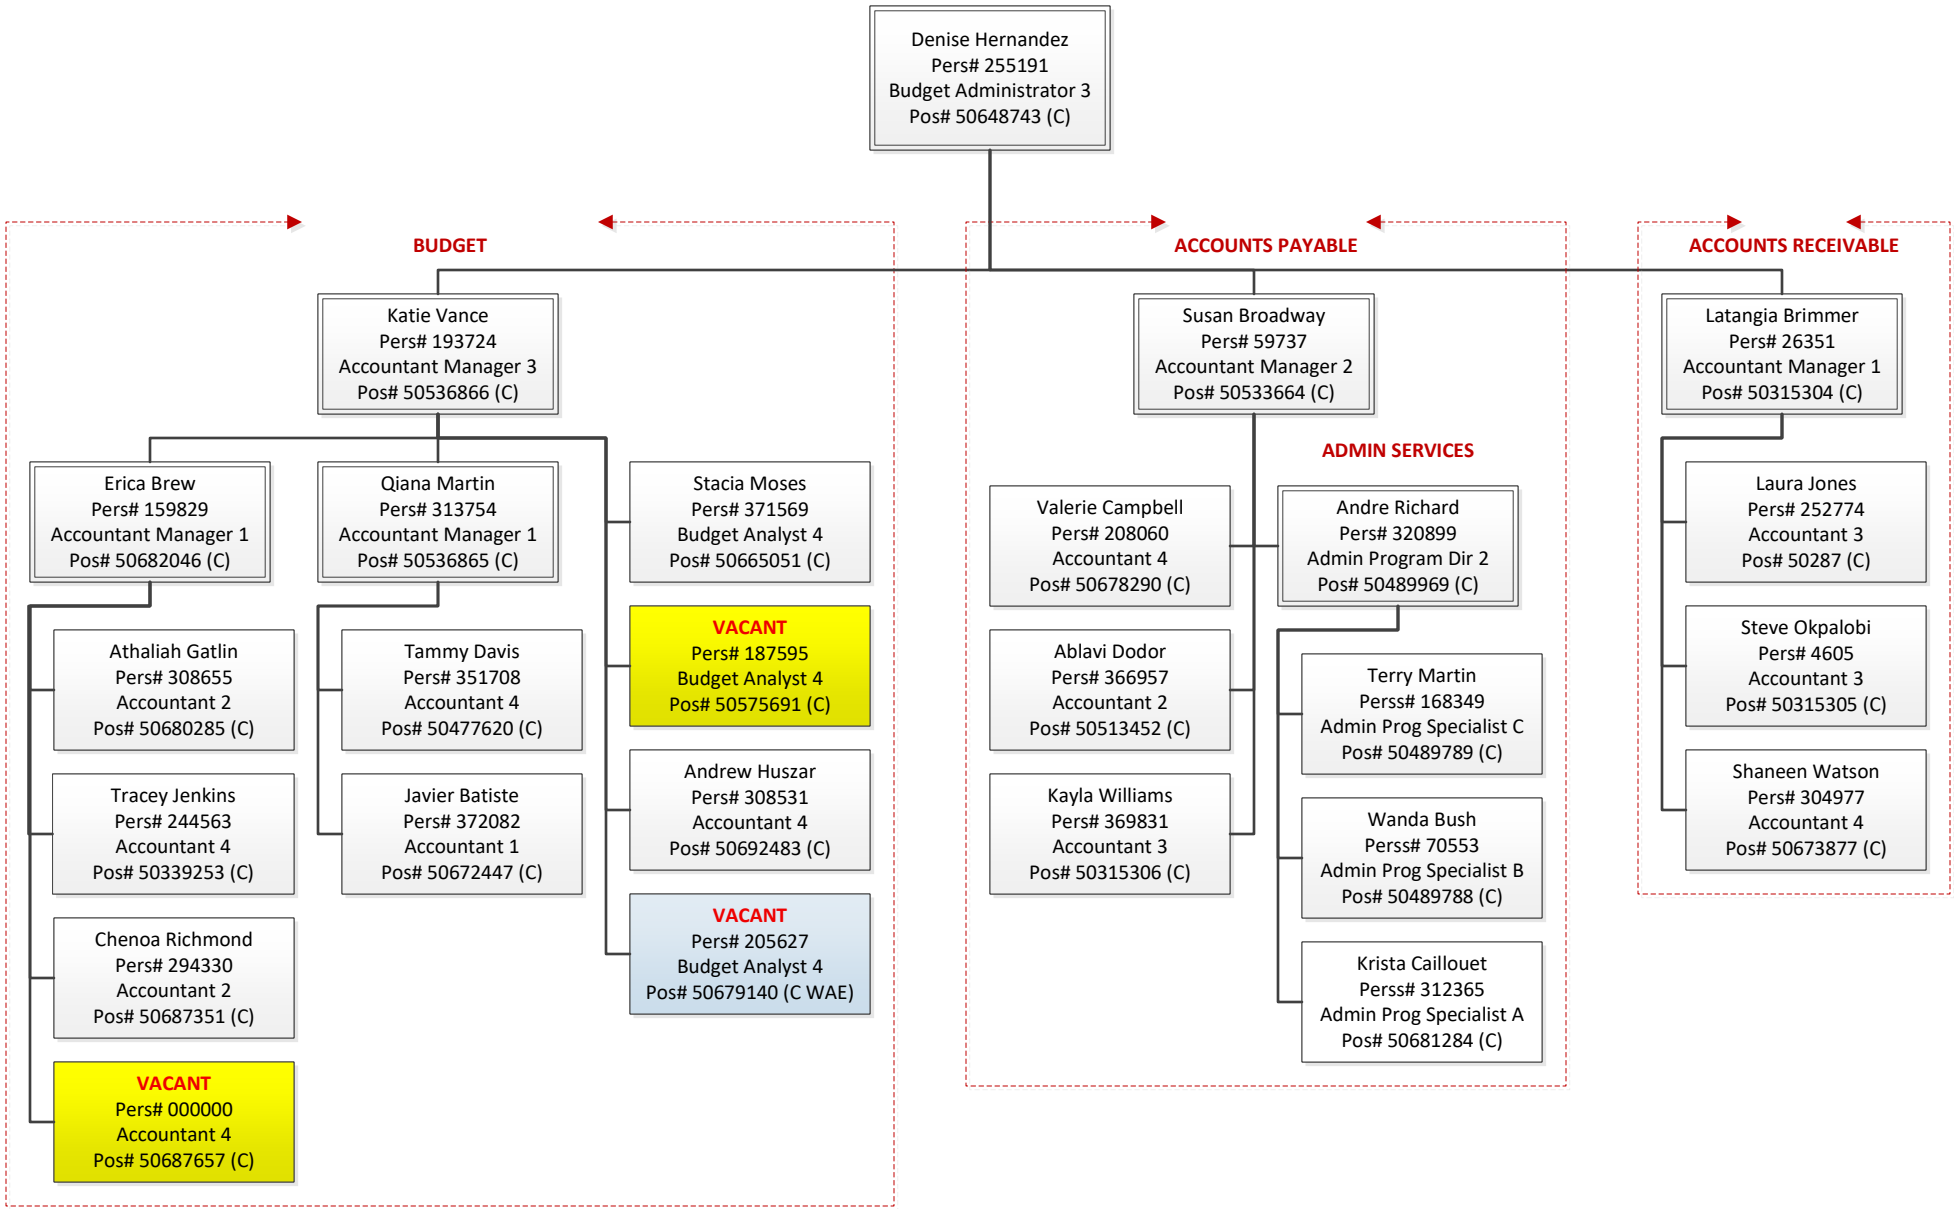 Denise Hernandez
Pers# 255191
Budget Administrator 3
Pos# 50648743 (C)
BUDGET
Katie Vance
Pers# 193724
Accountant Manager 3
Pos# 50536866 (C)
Erica Brew
Pers# 159829
Accountant Manager 1
Pos# 50682046 (C)
Athaliah Gatlin
Pers# 308655
Accountant 2
Pos# 50680285 (C)
Tracey Jenkins
Pers# 244563
Accountant 4
Pos# 50339253 (C)
Chenoa Richmond
Pers# 294330
Accountant 2
Pos# 50687351 (C)
VACANT
Pers# 000000
Accountant 4
Pos# 50687657 (C)
Qiana Martin
Pers# 313754
Accountant Manager 1
Pos# 50536865 (C)
Tammy Davis
Pers# 351708
Accountant 4
Pos# 50477620 (C)
Javier Batiste
Pers# 372082
Accountant 1
Pos# 50672447 (C)
Stacia Moses
Pers# 371569
Budget Analyst 4
Pos# 50665051 (C)
VACANT
Pers# 187595
Budget Analyst 4
Pos# 50575691 (C)
Andrew Huszar
Pers# 308531
Accountant 4
Pos# 50692483 (C)
VACANT
Pers# 205627
Budget Analyst 4
Pos# 50679140 (C WAE)
ACCOUNTS PAYABLE
Susan Broadway
Pers# 59737
Accountant Manager 2
Pos# 50533664 (C)
Valerie Campbell
Pers# 208060
Accountant 4
Pos# 50678290 (C)
Ablavi Dodor
Pers# 366957
Accountant 2
Pos# 50513452 (C)
Kayla Williams
Pers# 369831
Accountant 3
Pos# 50315306 (C)
ADMIN SERVICES
Andre Richard
Pers# 320899
Admin Program Dir 2
Pos# 50489969 (C)
Terry Martin
Perss# 168349
Admin Prog Specialist C
Pos# 50489789 (C)
Wanda Bush
Perss# 70553
Admin Prog Specialist B
Pos# 50489788 (C)
Krista Caillouet
Perss# 312365
Admin Prog Specialist A
Pos# 50681284 (C)
ACCOUNTS RECEIVABLE
Latangia Brimmer
Pers# 26351
Accountant Manager 1
Pos# 50315304 (C)
Laura Jones
Pers# 252774
Accountant 3
Pos# 50287 (C)
Steve Okpalobi
Pers# 4605
Accountant 3
Pos# 50315305 (C)
Shaneen Watson
Pers# 304977
Accountant 4
Pos# 50673877 (C)